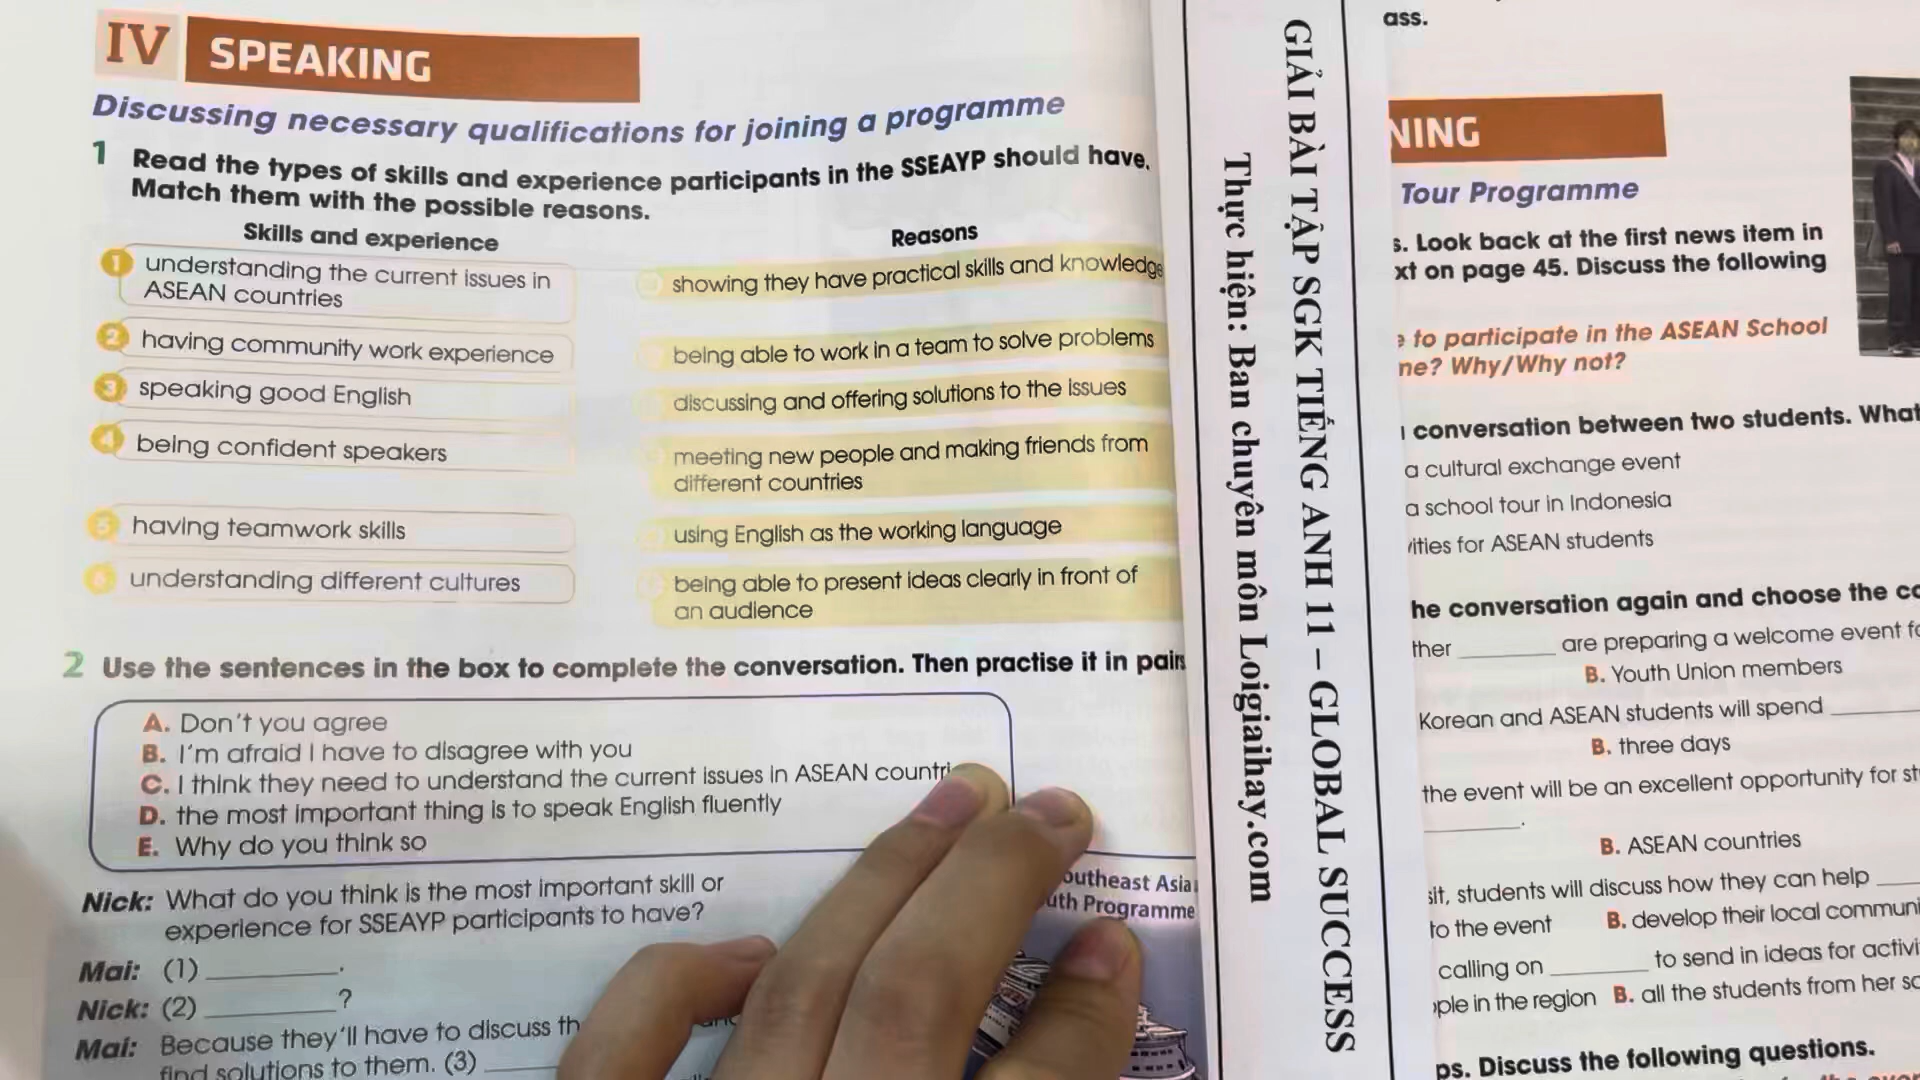 IV SPEAKING
Discussing necessary qualifications for joining a programme
1 Read the types of skills and experience participants in the SSEAYP should have.
Match them with the possible reasons.
Skills and experience
1 understanding the current issues in
ASEAN countries
2 having community work experience
3 speaking good English
4 being confident speakers
5 having teamwork skills
6 understanding different cultures
Reasons
showing they have practical skills and knowledge
being able to work in a team to solve problems
discussing and offering solutions to the issues
meeting new people and making friends from
different countries
using English as the working language
being able to present ideas clearly in front of
an audience
2 Use the sentences in the box to complete the conversation. Then practise it in pairs
A. Don't you agree
B. I'm afraid I have to disagree with you
C. I think they need to understand the current issues in ASEAN countri
D. the most important thing is to speak English fluently
E. Why do you think so
Nick: What do you think is the most important skill or
experience for SSEAYP participants to have?
Mai: (1) ________.
Nick: (2) ________?
Mai: Because they'll have to discuss th
find solutions to them. (3) ____
outheast Asia
uth Programme
GIẢI BÀI TẬP SGK TIẾNG ANH 11 – GLOBAL SUCCESS
Thực hiện: Ban chuyên môn Loigiaihay.com
ass.
NING
Tour Programme
s. Look back at the first news item in
xt on page 45. Discuss the following
e to participate in the ASEAN School
ne? Why/Why not?
conversation between two students. What
a cultural exchange event
a school tour in Indonesia
ities for ASEAN students
he conversation again and choose the co
ther ________ are preparing a welcome event fo
B. Youth Union members
Korean and ASEAN students will spend ________
B. three days
the event will be an excellent opportunity for st
________.
B. ASEAN countries
sit, students will discuss how they can help ____
to the event B. develop their local communi
calling on ________ to send in ideas for activi
ople in the region B. all the students from her sc
ps. Discuss the following questions.